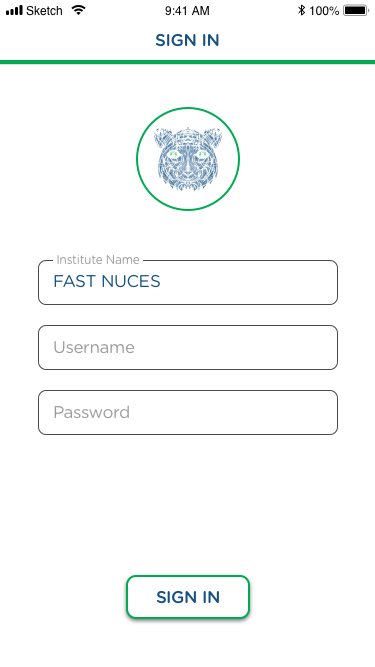 Sketch 9:41 AM 100%
SIGN IN
Institute Name
FAST NUCES
Username
Password
SIGN IN